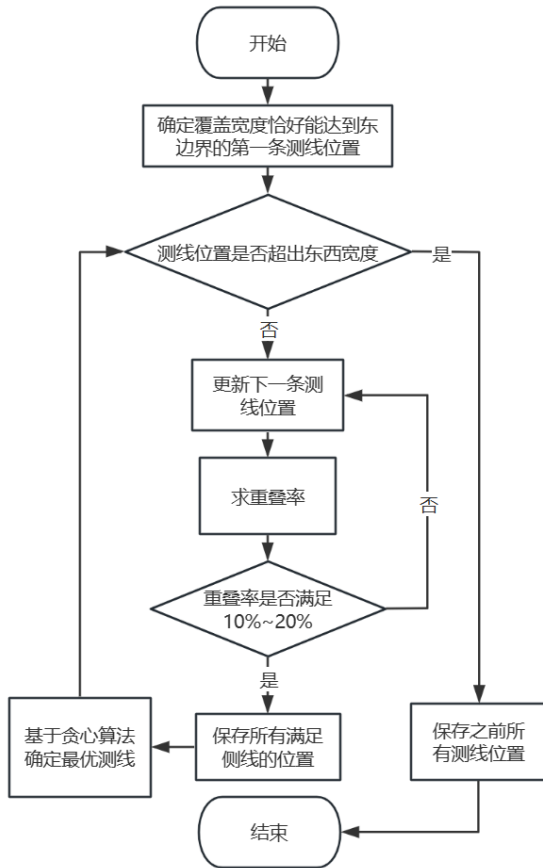 开始
确定覆盖宽度恰好能达到东
边界的第一条测线位置
测线位置是否超出东西宽度
是
否
更新下一条测
线位置
求重叠率
否
重叠率是否满足
10%~20%
是
基于贪心算法
确定最优测线
保存所有满足
侧线的位置
保存之前所
有测线位置
结束